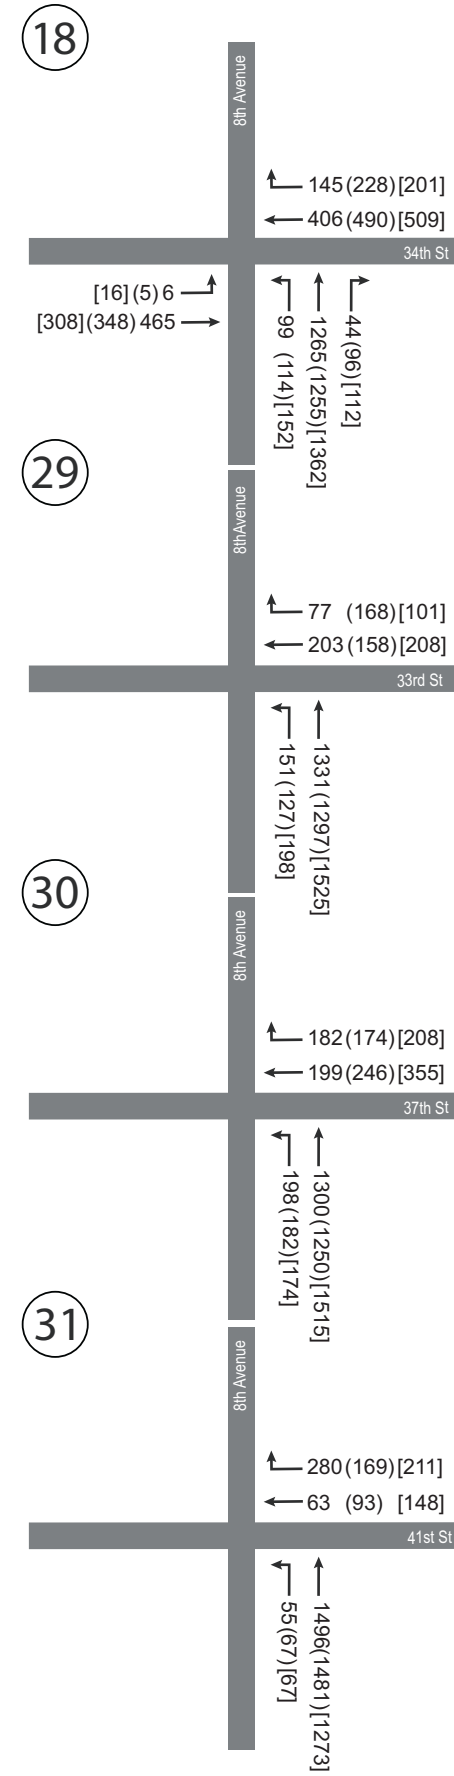 18
8th Avenue
145 (228) [201]
406 (490) [509]
34th St
[16] (5) 6
[308] (348) 465
99 (114) [152]
1265 (1255) [1362]
44 (96) [112]
29
8thAvenue
77 (168) [101]
203 (158) [208]
33rd St
151 (127) [198]
1331 (1297) [1525]
30
8th Avenue
182 (174) [208]
199 (246) [355]
37th St
198 (182) [174]
1300 (1250) [1515]
31
8th Avenue
280 (169) [211]
63 (93) [148]
41st St
55 (67) [67]
1496 (1481) [1273]